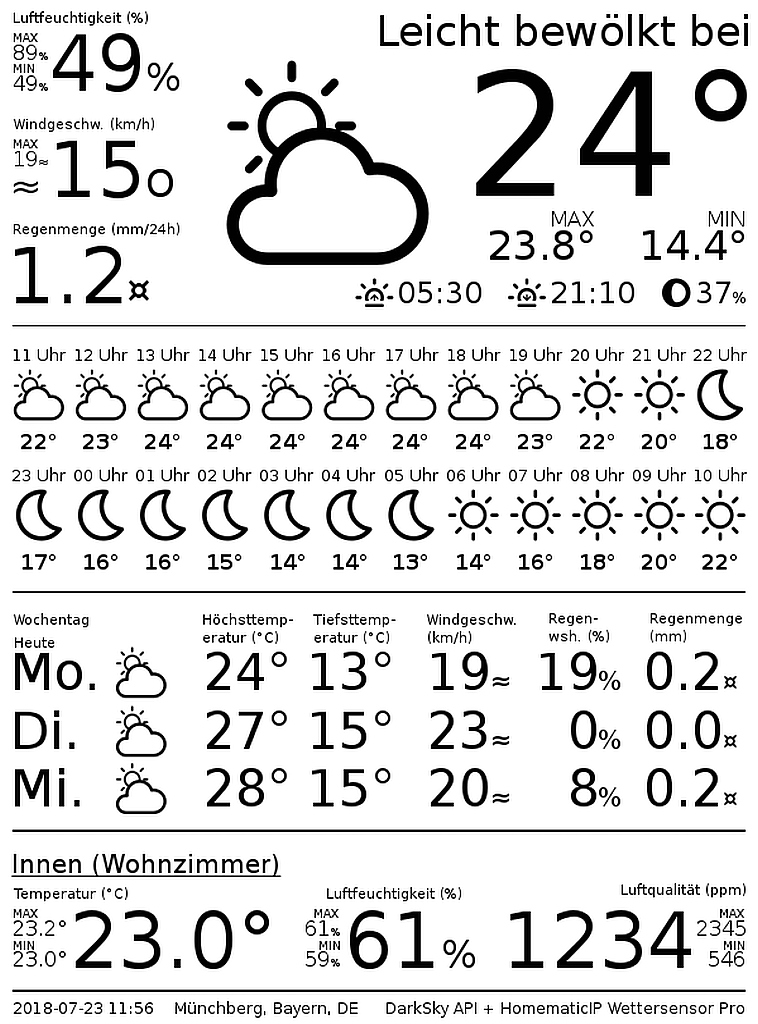 Luftfeuchtigkeit (%)
MAX
89%
MIN
49%
49%
Windgeschw. (km/h)
MAX
19≈
≈ 15o
Regenmenge (mm/24h)
1.2¤
Leicht bewölkt bei
24°
MAX MIN
23.8° 14.4°
05:30 21:10 37%
11 Uhr 12 Uhr 13 Uhr 14 Uhr 15 Uhr 16 Uhr 17 Uhr 18 Uhr 19 Uhr 20 Uhr 21 Uhr 22 Uhr
22° 23° 24° 24° 24° 24° 24° 24° 23° 22° 20° 18°
23 Uhr 00 Uhr 01 Uhr 02 Uhr 03 Uhr 04 Uhr 05 Uhr 06 Uhr 07 Uhr 08 Uhr 09 Uhr 10 Uhr
17° 16° 16° 15° 14° 14° 13° 14° 16° 18° 20° 22°
Wochentag Höchsttemp- Tiefsttemp- Windgeschw. Regen- Regenmenge
Heute eratur (°C) eratur (°C) (km/h) wsh. (%) (mm)
Mo. 24° 13° 19≈ 19% 0.2¤
Di. 27° 15° 23≈ 0% 0.0¤
Mi. 28° 15° 20≈ 8% 0.2¤
Innen (Wohnzimmer)
Temperatur (°C)
MAX
23.2°
MIN
23.0°
23.0°
Luftfeuchtigkeit (%)
MAX
61%
MIN
59%
61%
Luftqualität (ppm)
1234
MAX
2345
MIN
546
2018-07-23 11:56 Münchberg, Bayern, DE DarkSky API + HomematicIP Wettersensor Pro